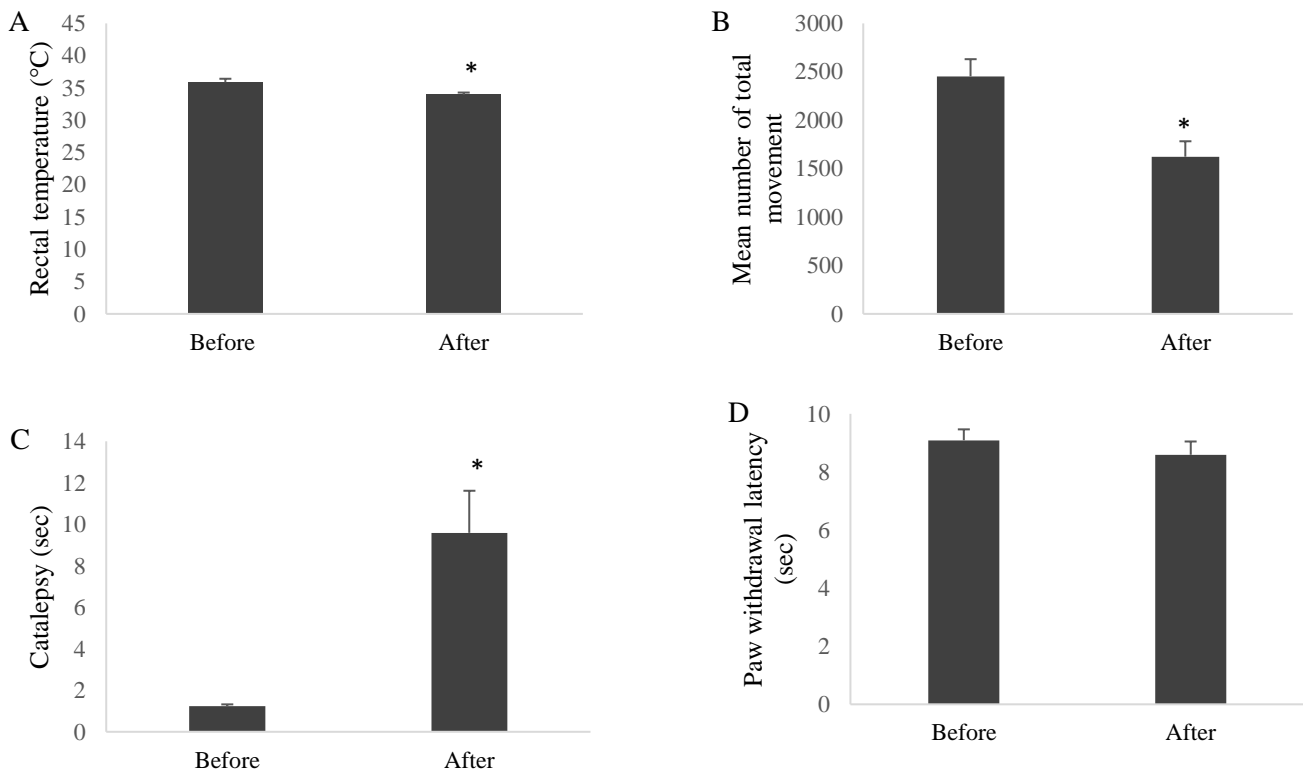 A
Rectal temperature (°C)
45
40
35
30
25
20
15
10
5
0
*
Before
After
B
Mean number of total
movement
3000
2500
2000
1500
1000
500
0
*
Before
After
C
Catalepsy (sec)
14
12
10
8
6
4
2
0
*
Before
After
D
Paw withdrawal latency
(sec)
10
8
6
4
2
0
Before
After